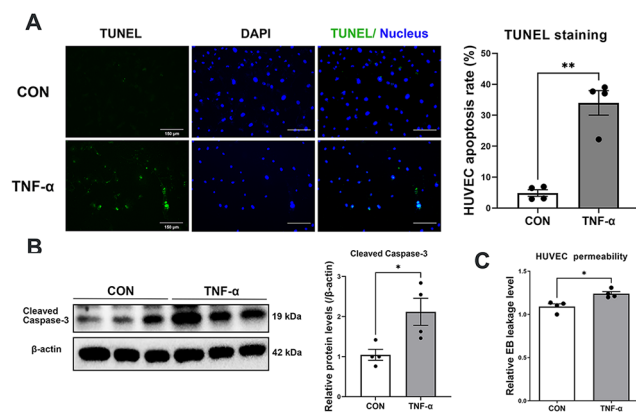 A
TUNEL
DAPI
TUNEL/ Nucleus
CON
150 μm
TNF-α
150 μm
TUNEL staining
HUVEC apoptosis rate (%)
50
40
30
20
10
0
**
CON
TNF-α
B
CON
TNF-α
Cleaved
Caspase-3
19 kDa
β-actin
42 kDa
Cleaved Caspase-3
Relative protein levels (/β-actin)
4
3
2
1
0
*
CON
TNF-α
C
HUVEC permeability
Relative EB leakage level
1.5
1.0
0.5
0.0
*
CON
TNF-α